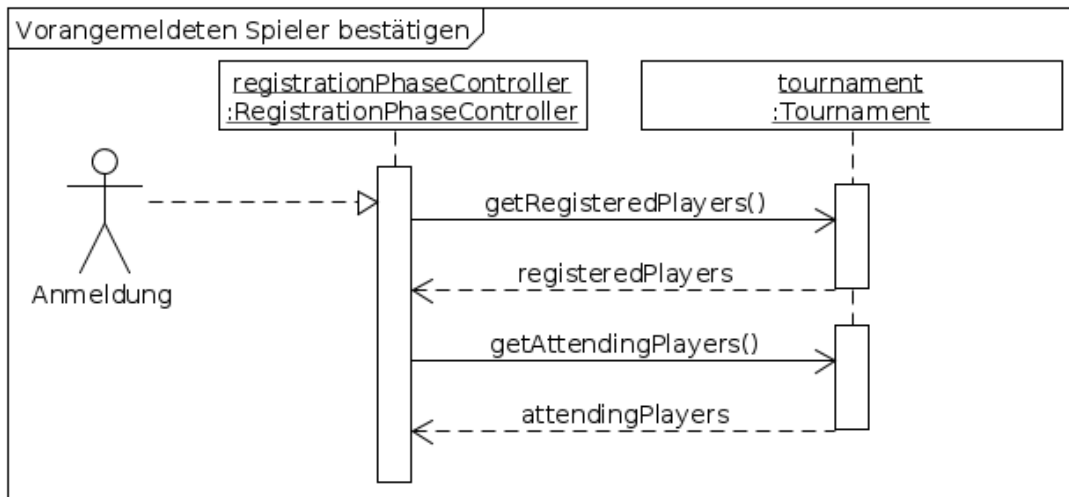 Vorangemeldeten Spieler bestätigen
registrationPhaseController
:RegistrationPhaseController
tournament
:Tournament
getRegisteredPlayers()
registeredPlayers
Anmeldung
getAttendingPlayers()
attendingPlayers